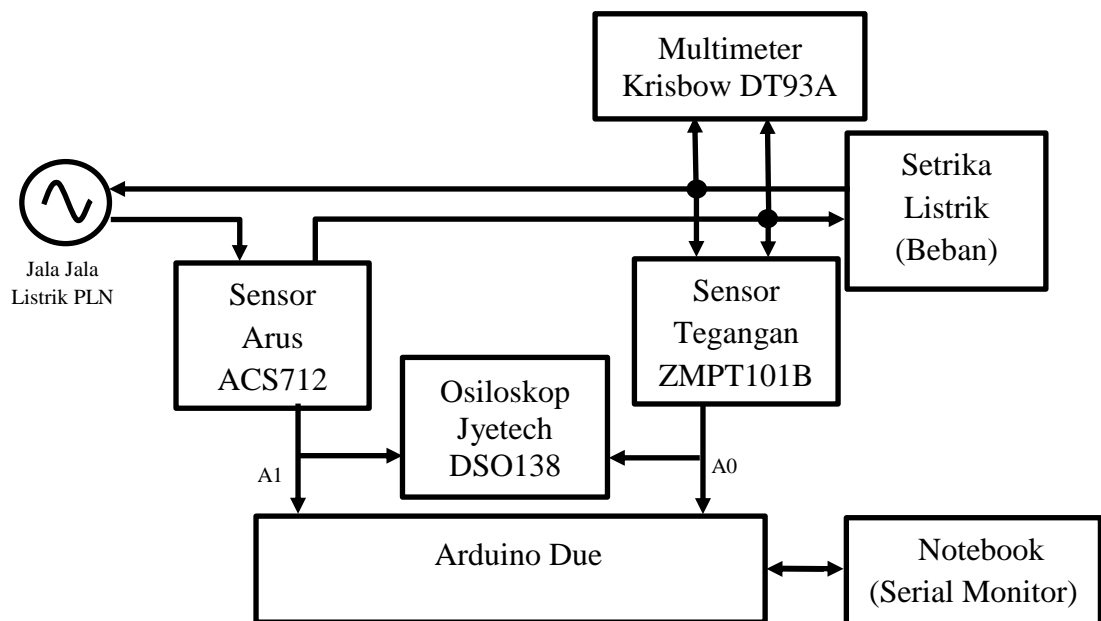 Multimeter
Krisbow DT93A
Setrika
Listrik
(Beban)
Jala Jala
Listrik PLN
Sensor
Arus
ACS712
Sensor
Tegangan
ZMPT101B
Osiloskop
Jyetech
DSO138
A1
A0
Arduino Due
Notebook
(Serial Monitor)